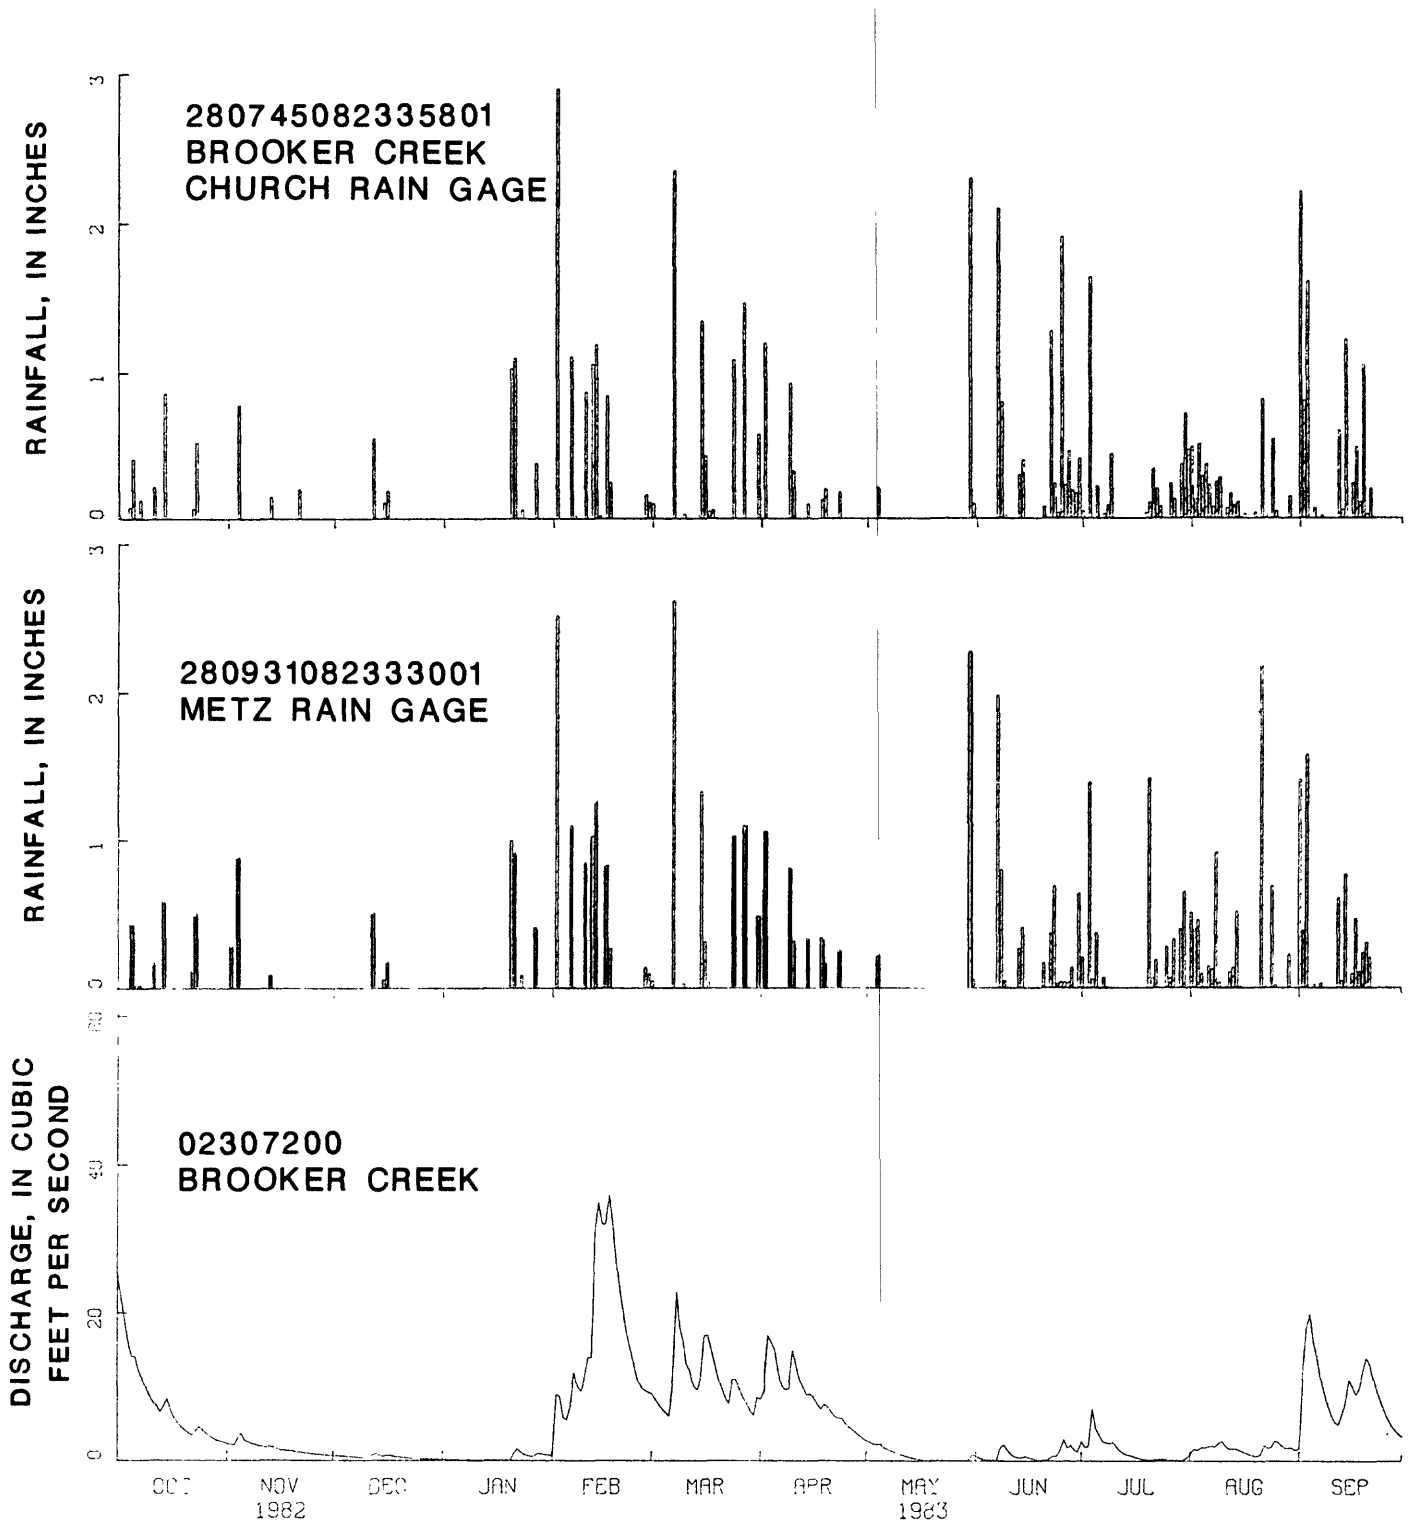 RAINFALL, IN INCHES
3
2
1
0
280745082335801
BROOKER CREEK
CHURCH RAIN GAGE
RAINFALL, IN INCHES
3
2
1
0
280931082333001
METZ RAIN GAGE
DISCHARGE, IN CUBIC
FEET PER SECOND
40
20
0
02307200
BROOKER CREEK
OCT NOV DEC JAN FEB MAR APR MAY JUN JUL AUG SEP
1982 1983